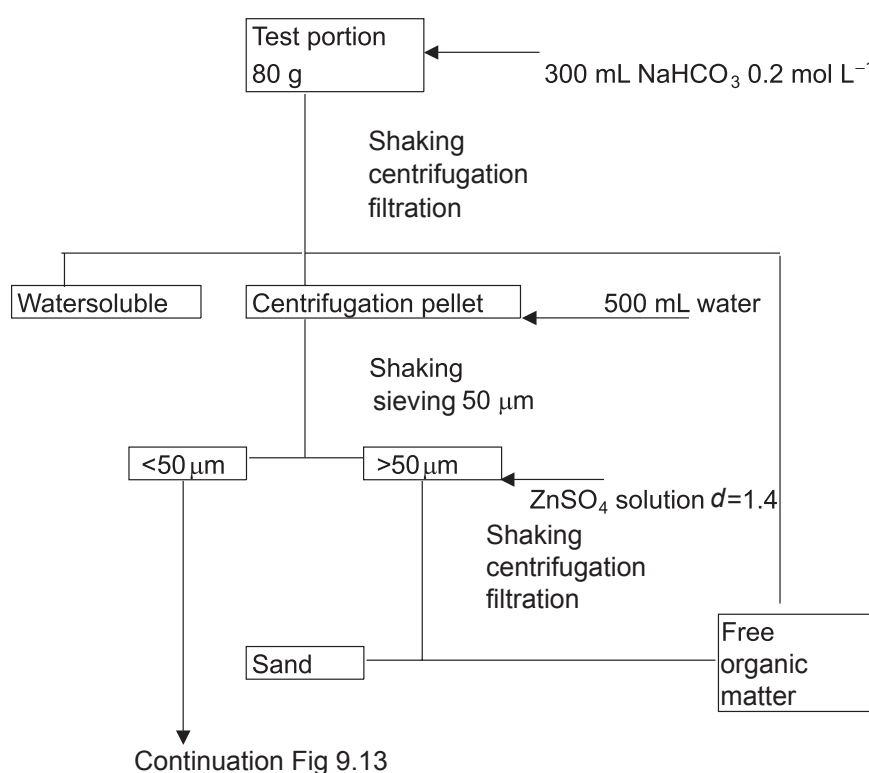 Test portion
80 g
300 mL NaHCO₃ 0.2 mol L⁻¹
Shaking
centrifugation
filtration
Watersoluble
Centrifugation pellet
500 mL water
Shaking
sieving 50 μm
<50 μm
>50 μm
ZnSO₄ solution d=1.4
Shaking
centrifugation
filtration
Sand
Free
organic
matter
Continuation Fig 9.13